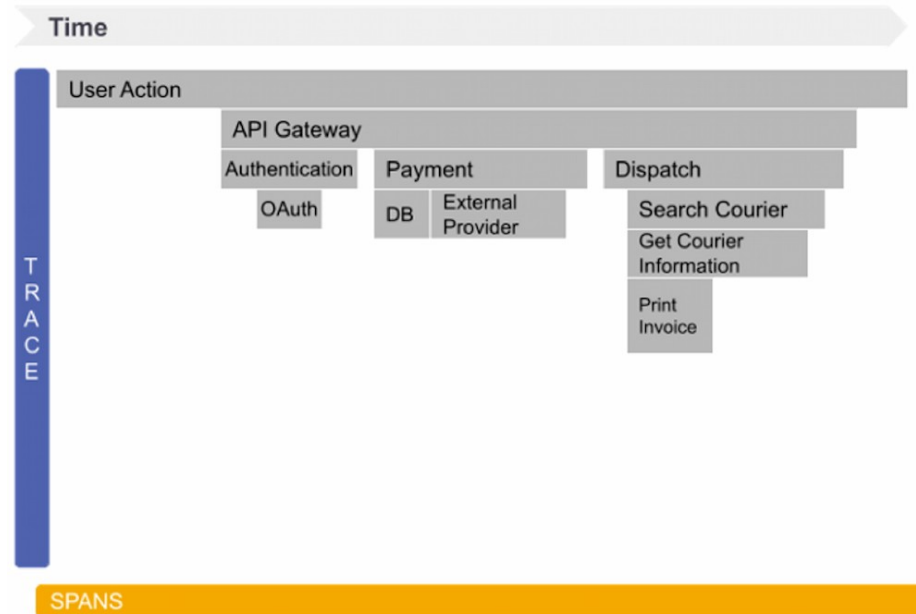 Time
User Action
API Gateway
Authentication
Payment
Dispatch
OAuth
DB
External
Provider
Search Courier
Get Courier
Information
Print
Invoice
TRACE
SPANS